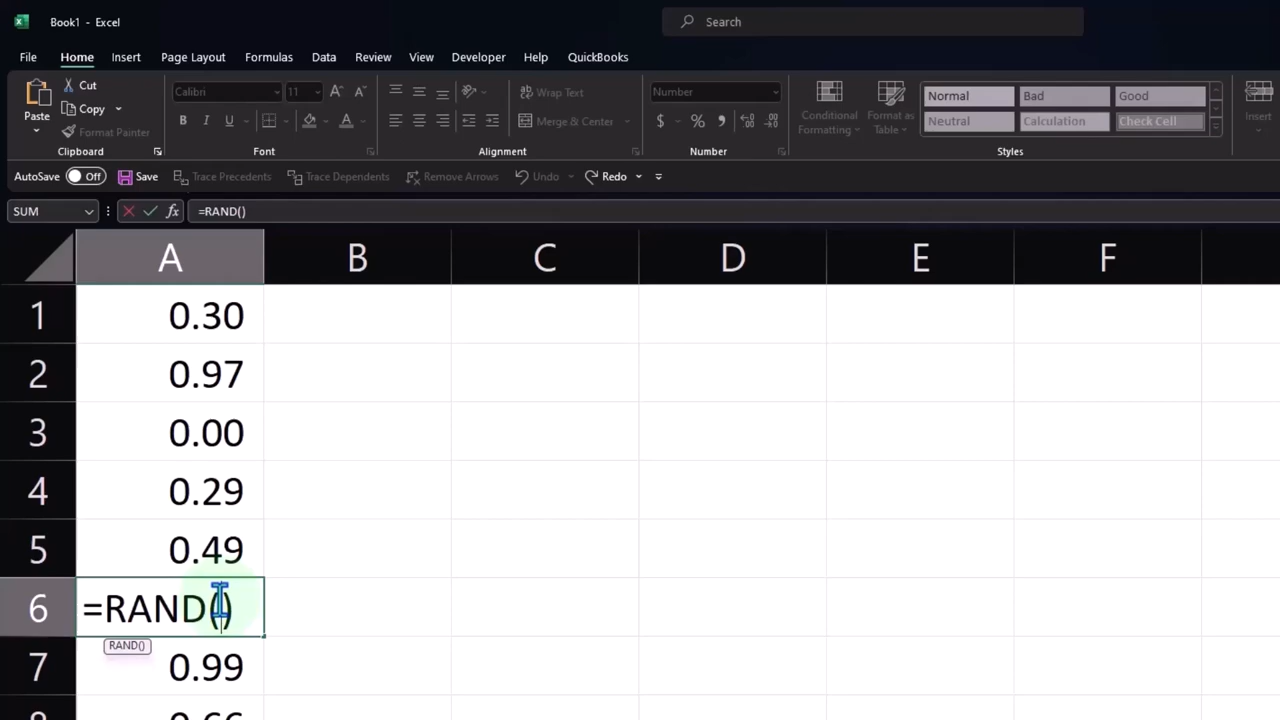 Book1 - Excel
Search
File Home Insert Page Layout Formulas Data Review View Developer Help QuickBooks
Paste
Cut
Copy
Format Painter
Clipboard
Calibri 11
B I U
Font
Wrap Text
Merge & Center
Alignment
Number
$ %
Number
Conditional Formatting
Format as Table
Normal Bad Good
Neutral Calculation Check Cell
Styles
Insert
AutoSave Off Save Trace Precedents Trace Dependents Remove Arrows Undo Redo
SUM fx =RAND()
A B C D E F
1 0.30
2 0.97
3 0.00
4 0.29
5 0.49
6 =RAND()
RAND()
7 0.99
8 0.66